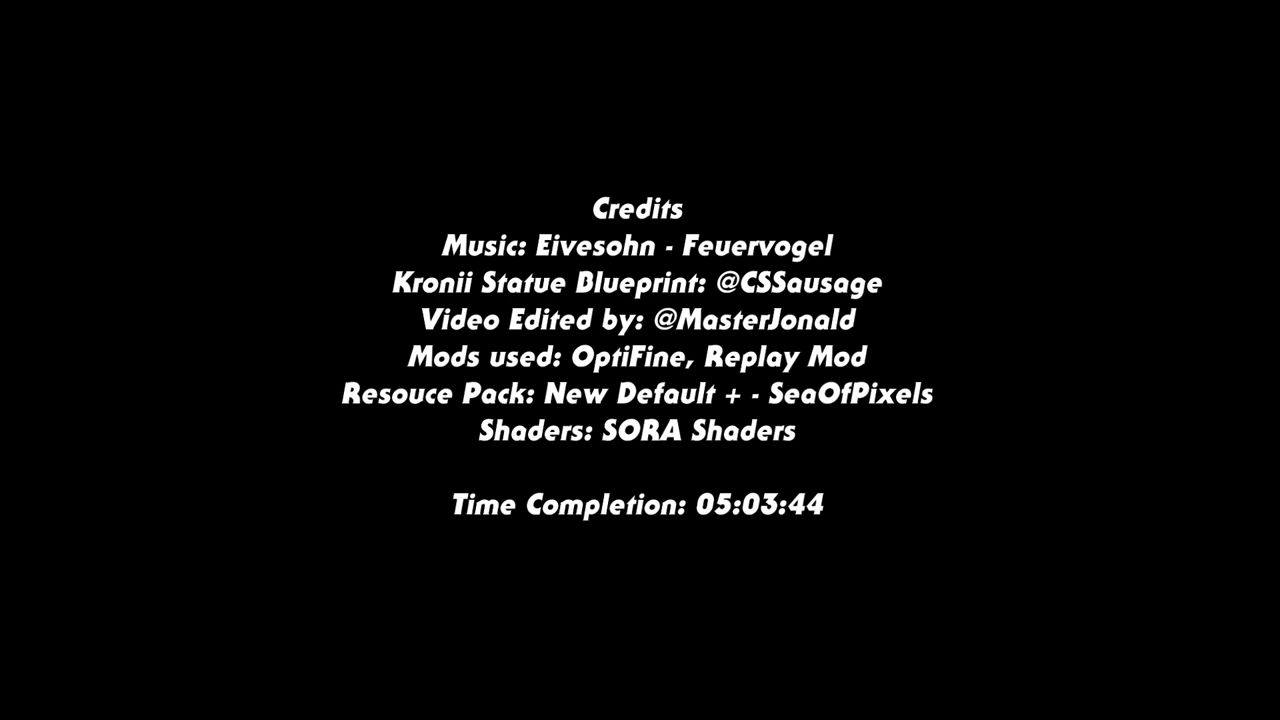 Credits
Music: Eivesohn - Feuervogel
Kronii Statue Blueprint: @CSSausage
Video Edited by: @MasterJonald
Mods used: OptiFine, Replay Mod
Resouce Pack: New Default + - SeaOfPixels
Shaders: SORA Shaders
Time Completion: 05:03:44